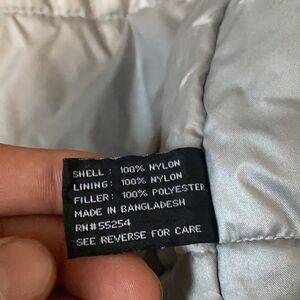 SHELL : 100% NYLON
LINING: 100% NYLON
FILLER: 100% POLYESTER
MADE IN BANGLADESH
RN#55254
SEE REVERSE FOR CARE